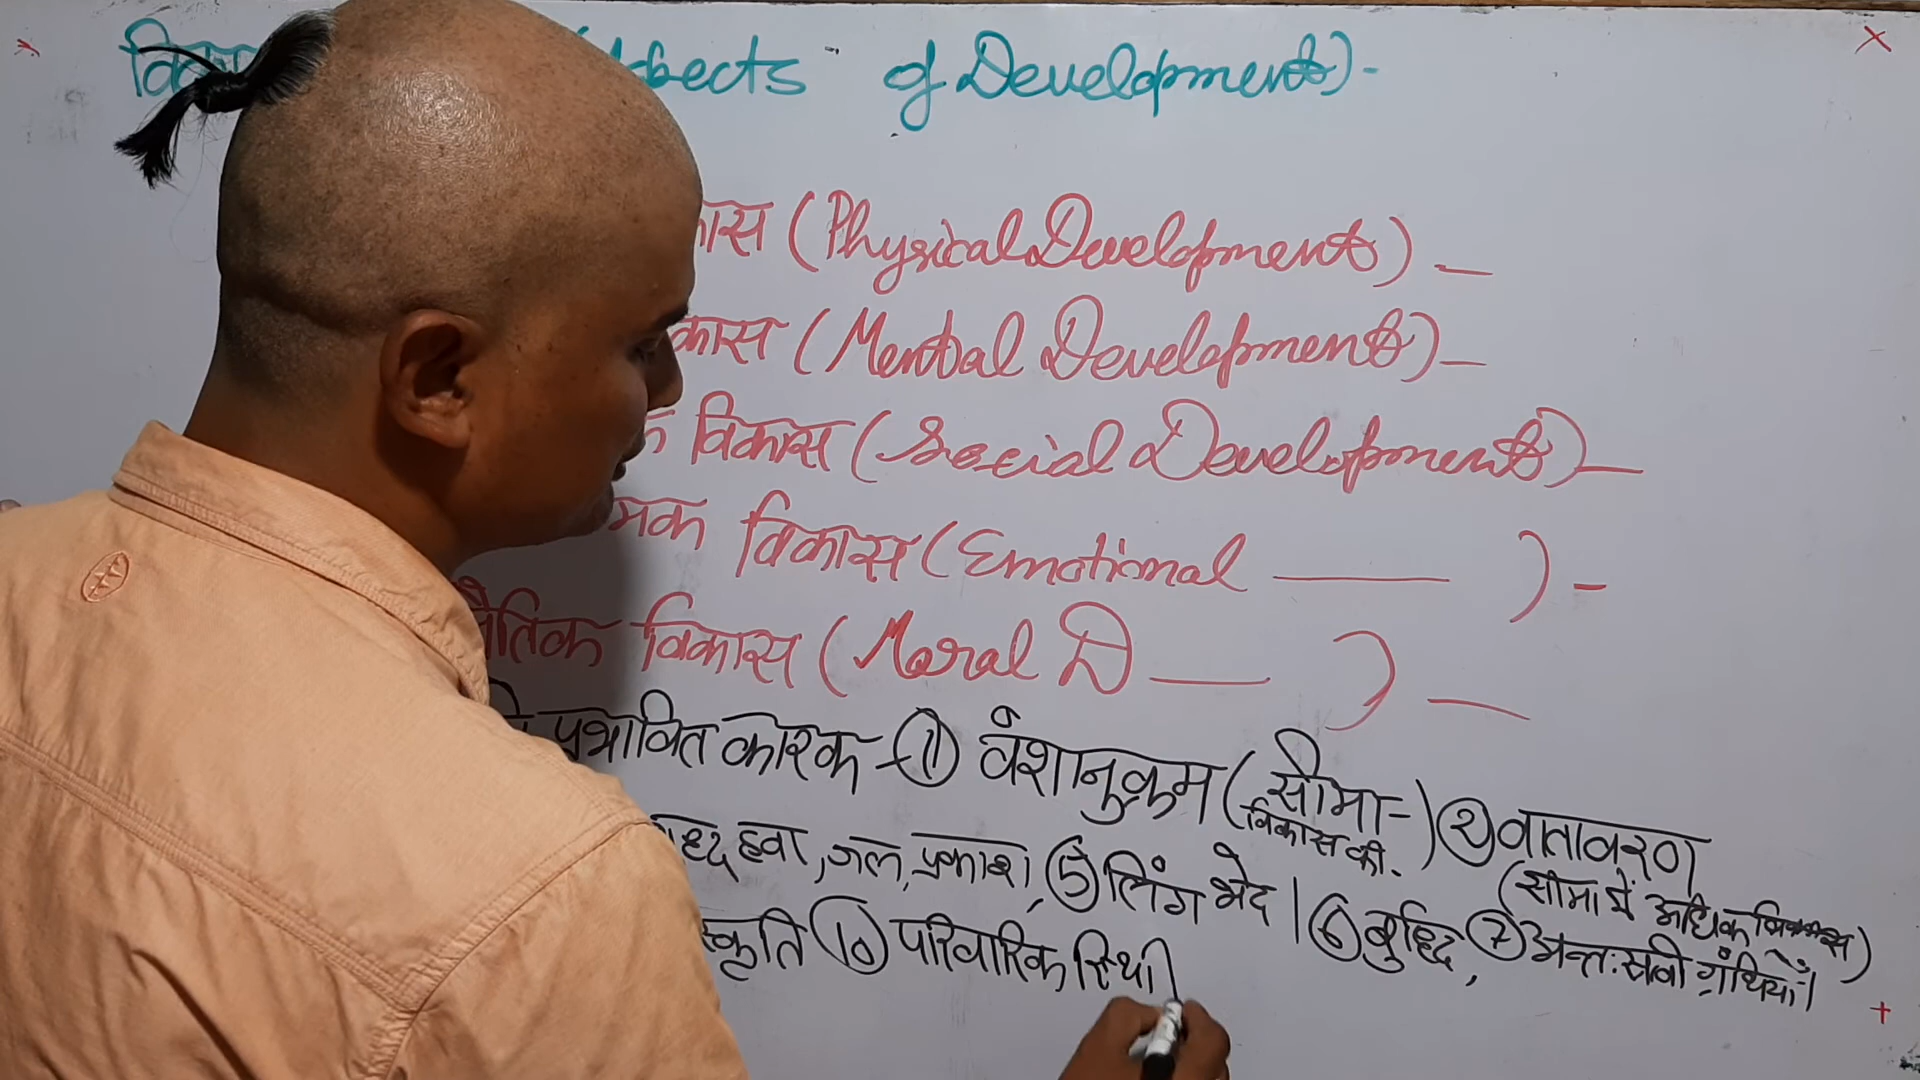 of Development) -
विकास (Physical Development) —
विकास (Mental Development) —
विकास (Social Development) —
विकास (Emotional — ) -
नैतिक विकास (Moral D — ) —
प्रभावित कारक - ① वंशानुक्रम (सीमा - विकास की.) ② वातावरण (सीमा में अधिक विकास)
हवा, जल, प्रकाश, ⑤ लिंग भेद | ⑥ बुद्धि, ⑦ अन्तः स्रावी ग्रंथियाँ।
⑩ परिवारिक स्थि